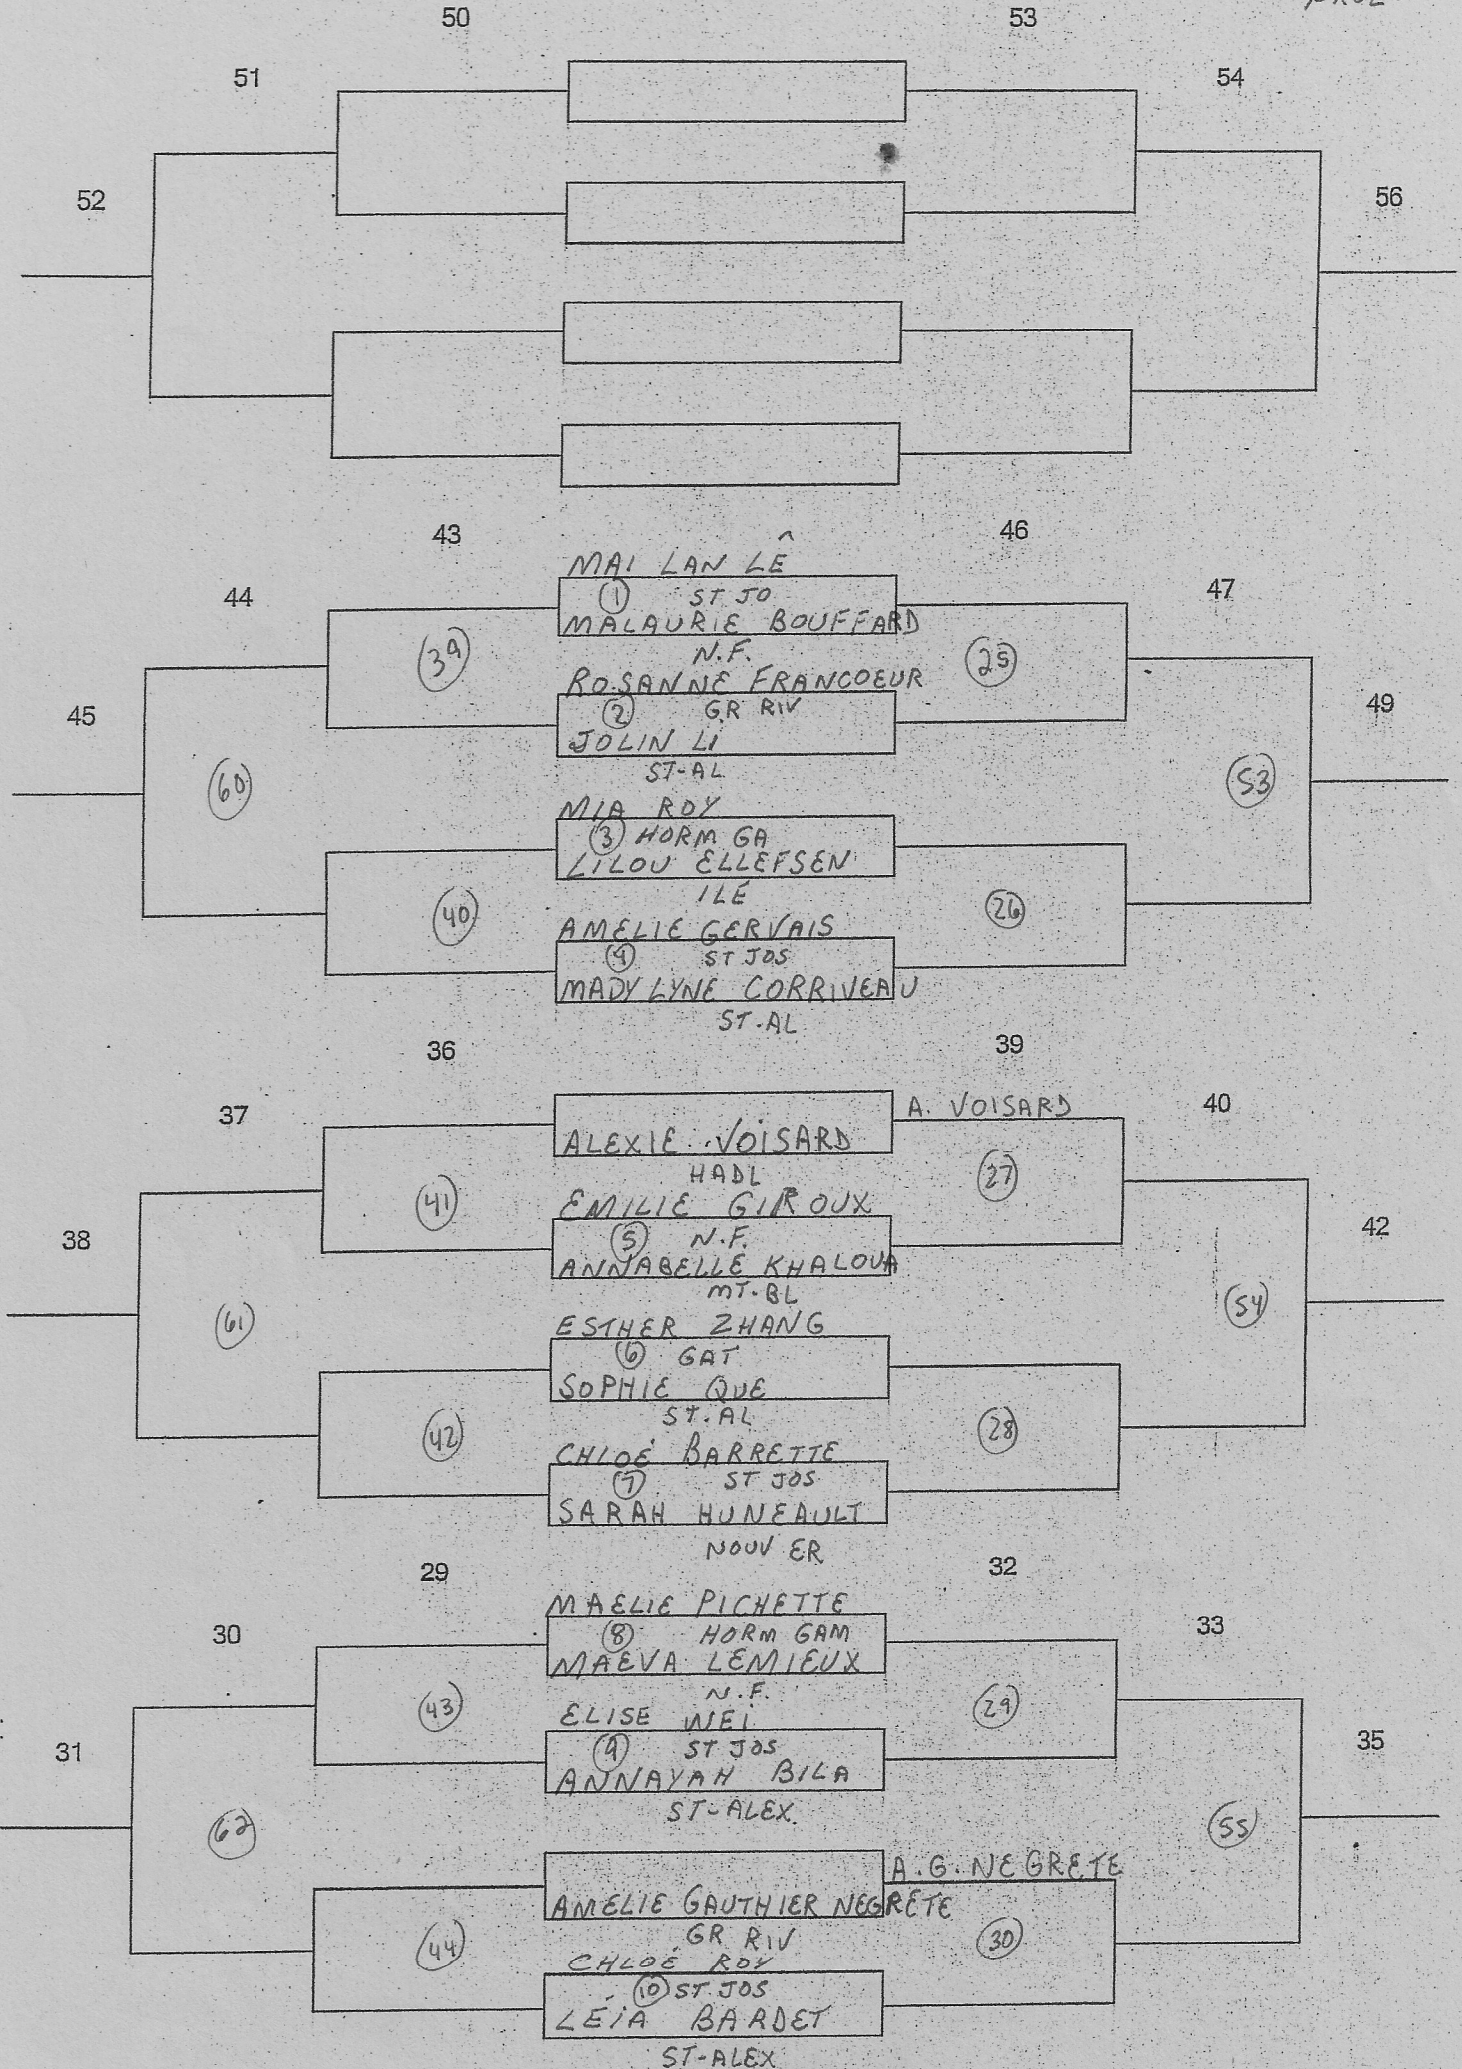 50
53
51
54
52
56
43
46
MAI LAN LÊ
44
① ST JO
47
MALAURIE BOUFFARD
39
N.F.
25
ROSANNE FRANCOEUR
45
② GR RIV
49
JOLIN Li
ST-AL
60
53
MIA ROY
③ HORM GA
LILOU ELLEFSEN
ILE
40
26
AMELIE GERVAIS
④ ST JOS
MADYLYNE CORRIVEAU
ST.AL
36
39
37
A. VOISARD
40
ALEXIE VOISARD
HADL
41
27
EMILIE GIROUX
38
⑤ N.F.
42
ANNABELLE KHALOUA
MT-BL
61
54
ESTHER ZHANG
⑥ GAT
SOPHIE QUE
ST.AL
42
28
CHLOÉ BARRETTE
⑦ ST JOS
SARAH HUNEAULT
NOUV ER
29
32
MAELIE PICHETTE
30
⑧ HORM GAM
33
MAEVA LEMIEUX
N.F.
43
29
ELISE WEi
31
⑨ ST JOS
35
ANNAYAH BILA
ST-ALEX.
62
55
A.G. NEGRETE
AMELIE GAUTHIER NEGRETE
GR RIV
44
30
CHLOÉ ROY
⑩ ST JOS
LÉiA BARDET
ST-ALEX